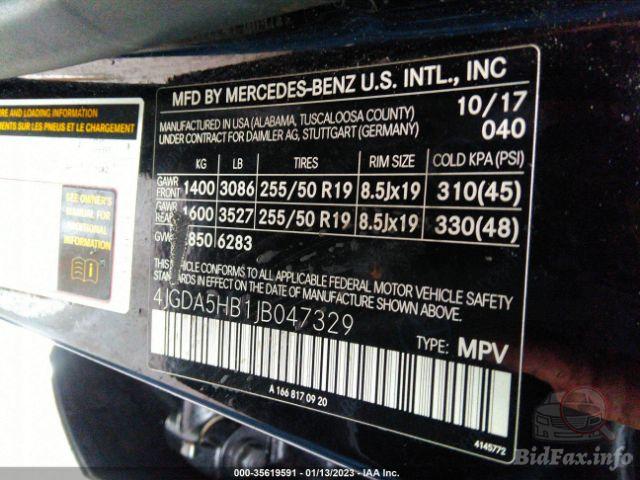 RE AND LOADING INFORMATION
EMENTS SUR LES PNEUS ET LE CHARGEMENT
SEE OWNER'S
MANUAL FOR
ADDITIONAL
INFORMATION
MFD BY MERCEDES-BENZ U.S. INTL., INC
MANUFACTURED IN USA (ALABAMA, TUSCALOOSA COUNTY) 10/17
UNDER CONTRACT FOR DAIMLER AG, STUTTGART (GERMANY) 040
KG LB TIRES RIM SIZE COLD KPA (PSI)
GAWR FRONT 1400 3086 255/50 R19 8.5Jx19 310(45)
GAWR REAR 1600 3527 255/50 R19 8.5Jx19 330(48)
GVW 850 6283
THIS VEHICLE CONFORMS TO ALL APPLICABLE FEDERAL MOTOR VEHICLE SAFETY
STANDARDS IN EFFECT ON THE DATE OF MANUFACTURE SHOWN ABOVE.
4JGDA5HB1JB047329
TYPE: MPV
A 166 817 09 20
4145772
BidFax.info
000-35619591 - 01/13/2023 - IAA Inc.